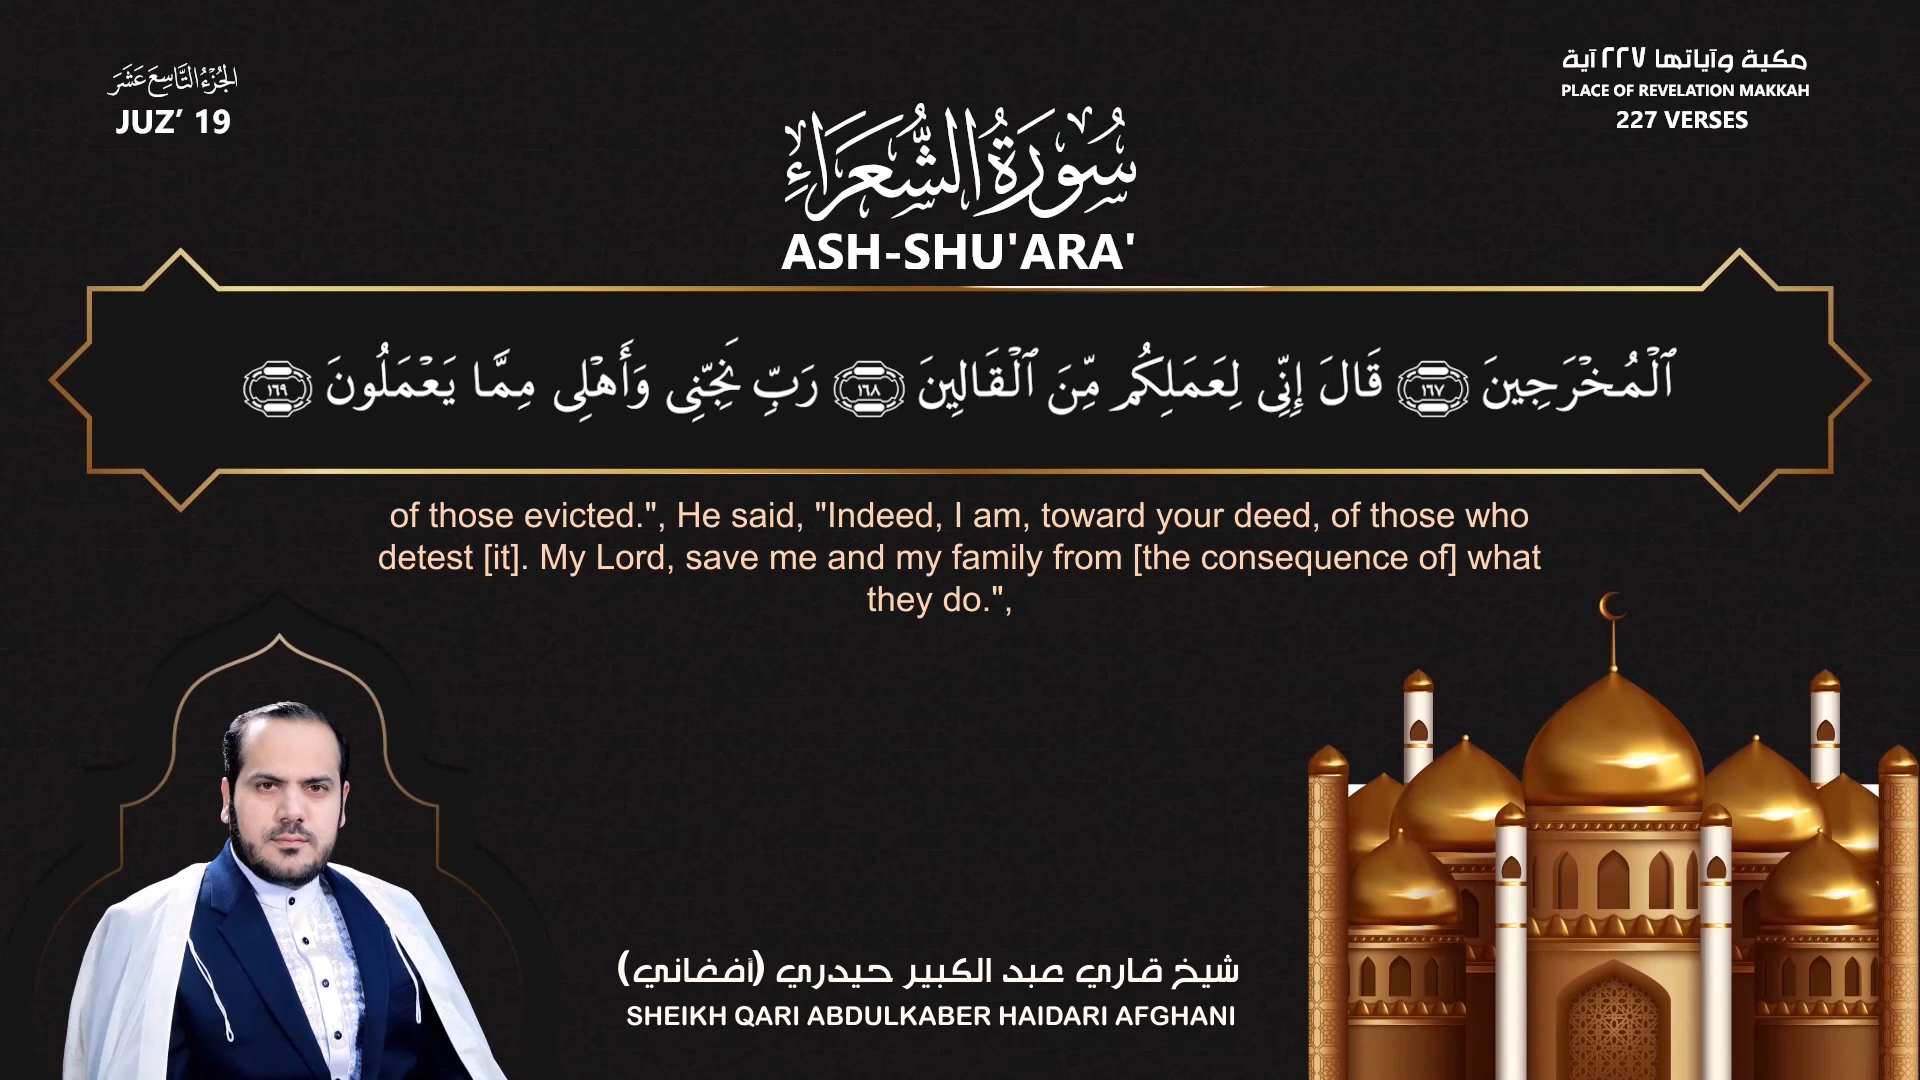 الجُزْءُ التَّاسِعَ عَشَرَ
JUZ’ 19
مكية وآياتها ٢٢٧ آية
PLACE OF REVELATION MAKKAH
227 VERSES
سُورَةُ الشُّعَرَاءِ
ASH-SHU'ARA'
ٱلْمُخْرَجِينَ ١٦٧ قَالَ إِنِّى لِعَمَلِكُم مِّنَ ٱلْقَالِينَ ١٦٨ رَبِّ نَجِّنِى وَأَهْلِى مِمَّا يَعْمَلُونَ ١٦٩
of those evicted.", He said, "Indeed, I am, toward your deed, of those who
detest [it]. My Lord, save me and my family from [the consequence of] what
they do.",
شيخ قاري عبد الكبير حيدري (أفغاني)
SHEIKH QARI ABDULKABER HAIDARI AFGHANI